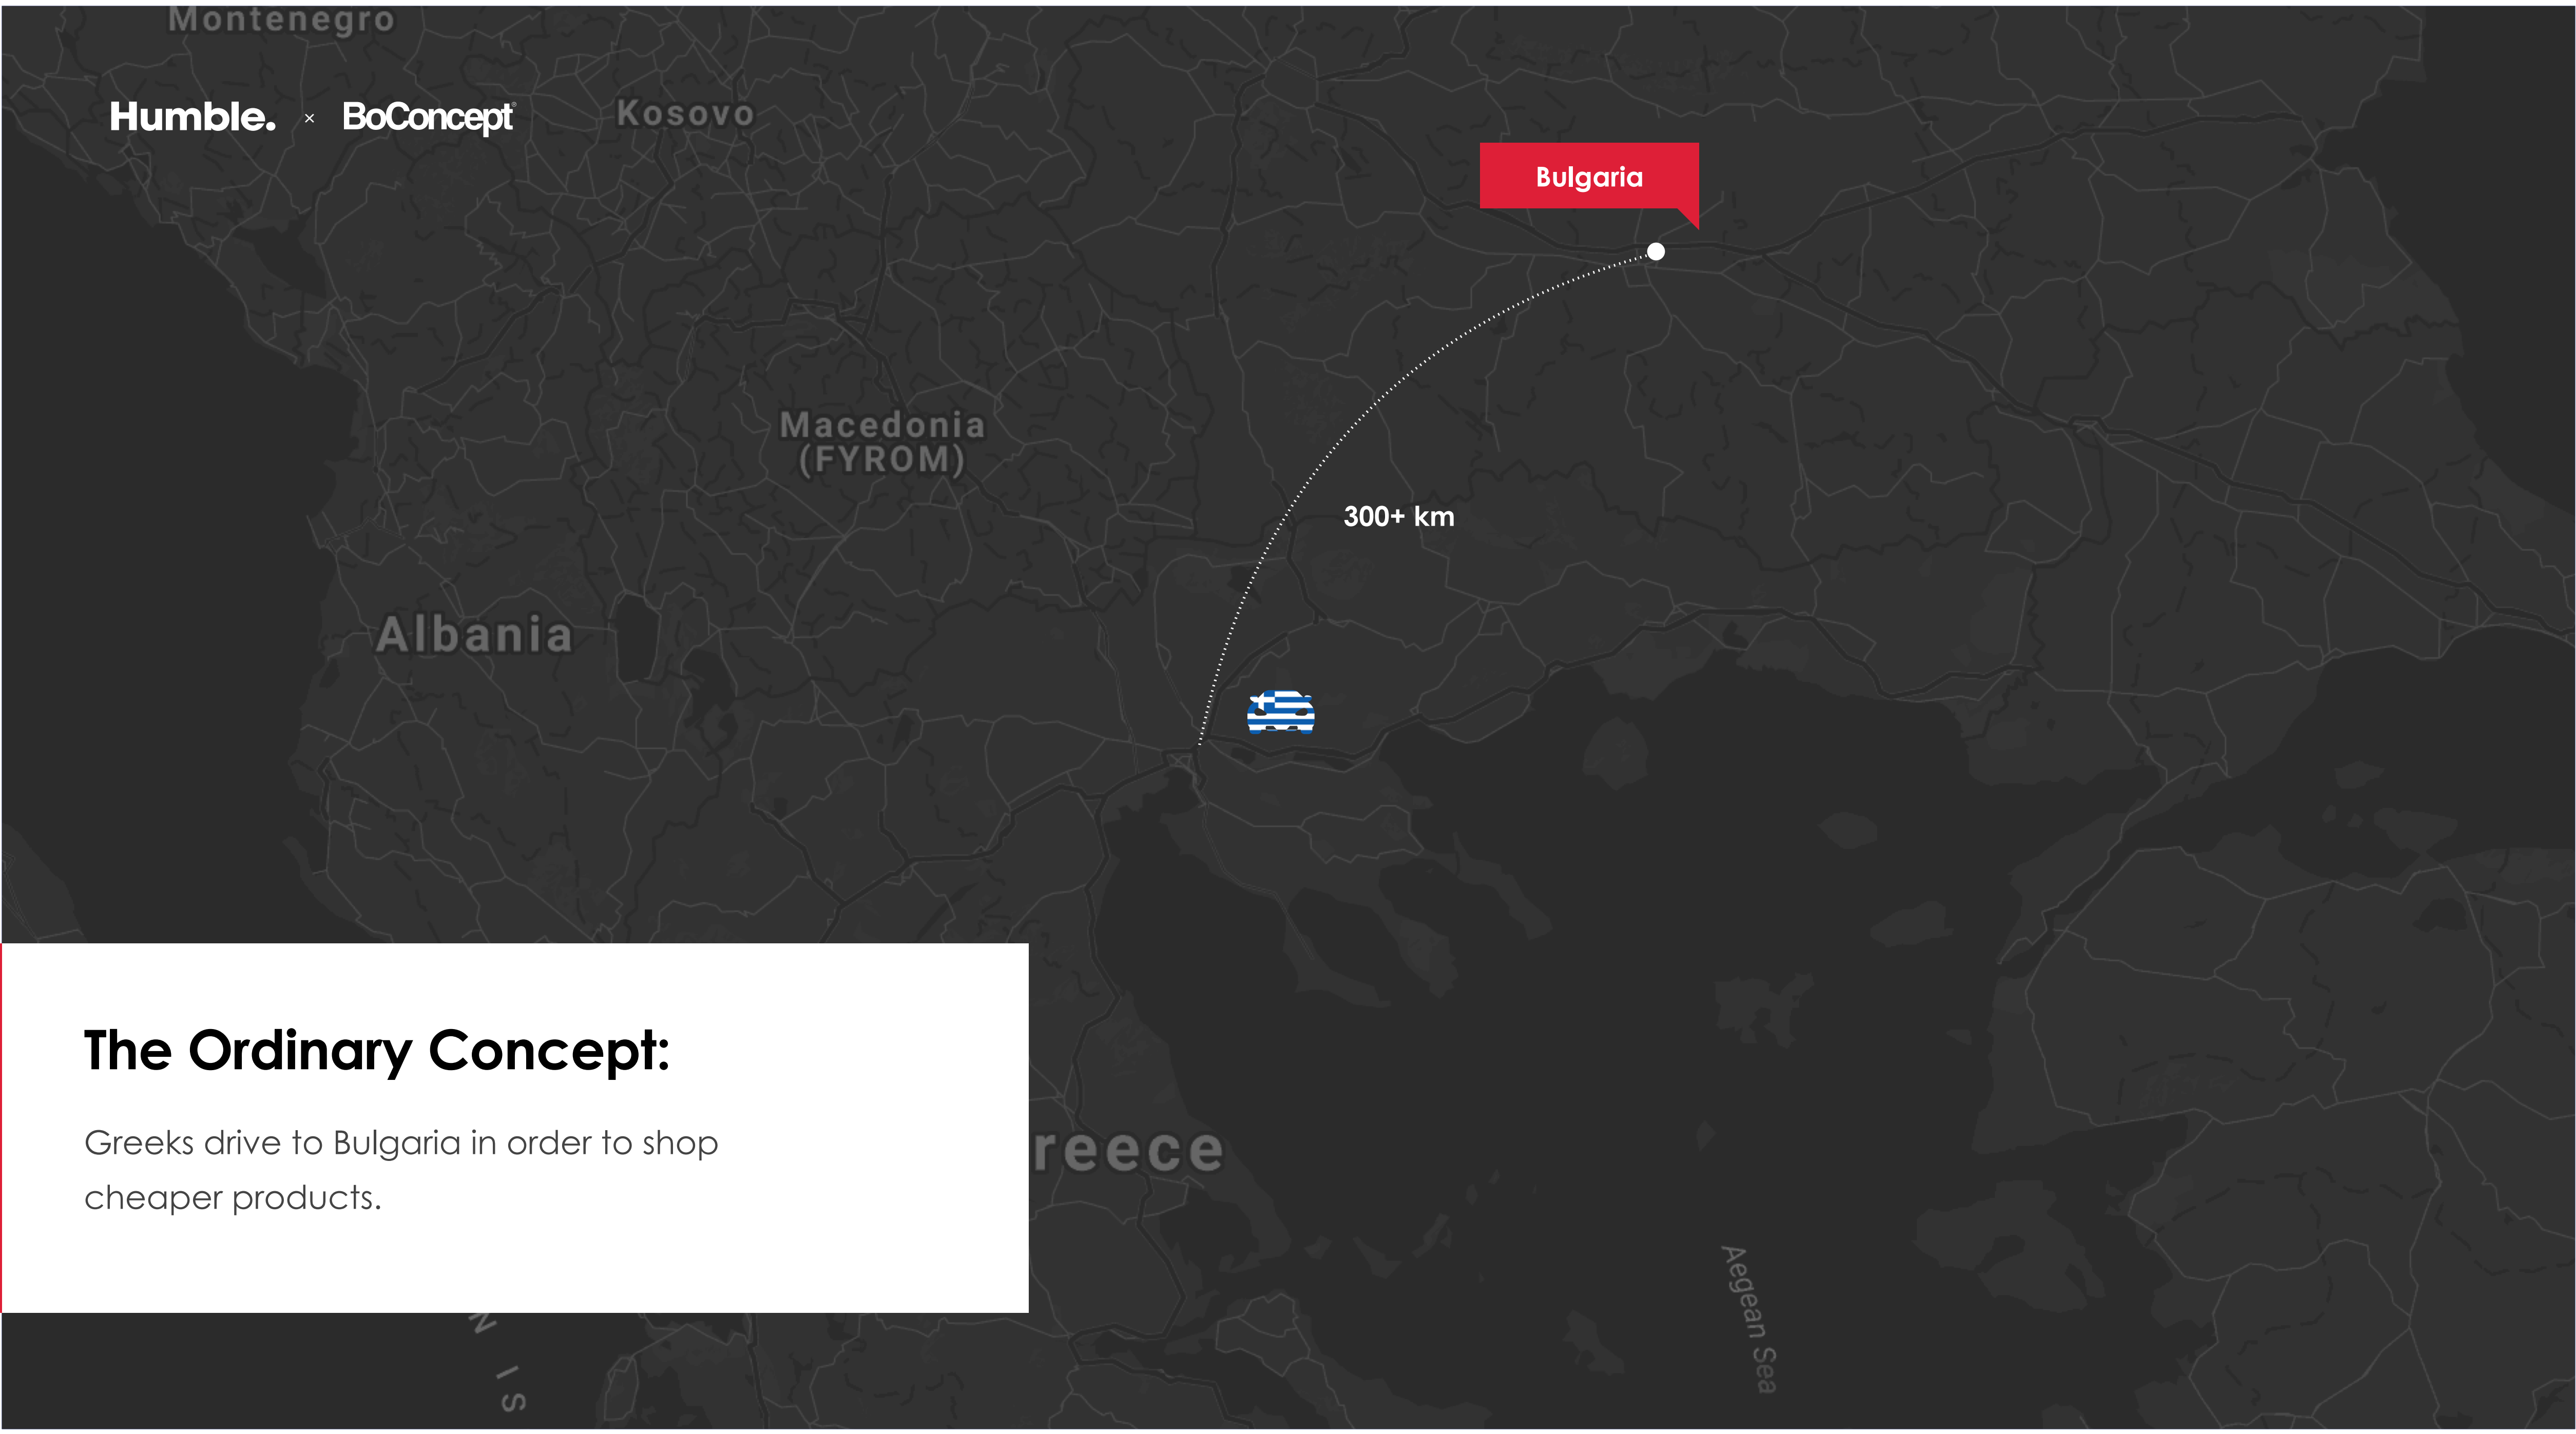 Montenegro
Humble. × BoConcept®
Kosovo
Bulgaria
Macedonia
(FYROM)
300+ km
Albania
The Ordinary Concept:
Greeks drive to Bulgaria in order to shop
cheaper products.
reece
Aegean Sea
N IS